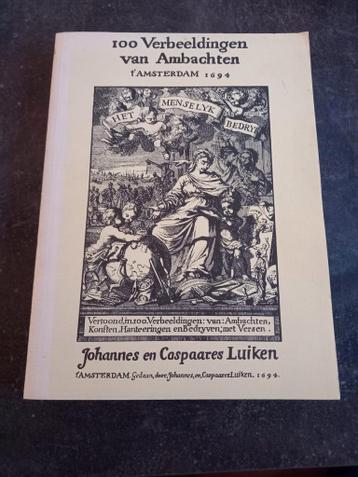 100 Verbeeldingen
van Ambachten
t'AMSTERDAM 1694
HET MENSELYK BEDRYF
Vertoond, in 100. Verbeeldingen: van: Ambachten,
Konsten, Hanteeringen en Bedryven; met Versen.
Johannes en Caspaares Luiken
t'AMSTERDAM. Gedaan, door, Johannes, en, Caspaares Luiken. 1694.